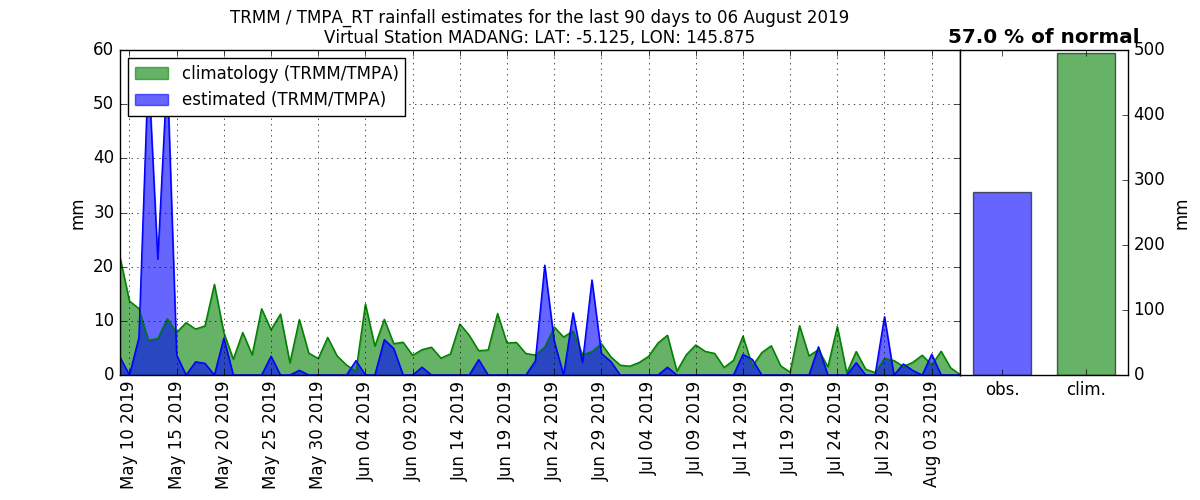 TRMM / TMPA_RT rainfall estimates for the last 90 days to 06 August 2019
Virtual Station MADANG: LAT: -5.125, LON: 145.875
57.0 % of normal
climatology (TRMM/TMPA)
estimated (TRMM/TMPA)
60
50
40
30
20
10
0
mm
May 10 2019
May 15 2019
May 20 2019
May 25 2019
May 30 2019
Jun 04 2019
Jun 09 2019
Jun 14 2019
Jun 19 2019
Jun 24 2019
Jun 29 2019
Jul 04 2019
Jul 09 2019
Jul 14 2019
Jul 19 2019
Jul 24 2019
Jul 29 2019
Aug 03 2019
obs.
clim.
500
400
300
200
100
0
mm